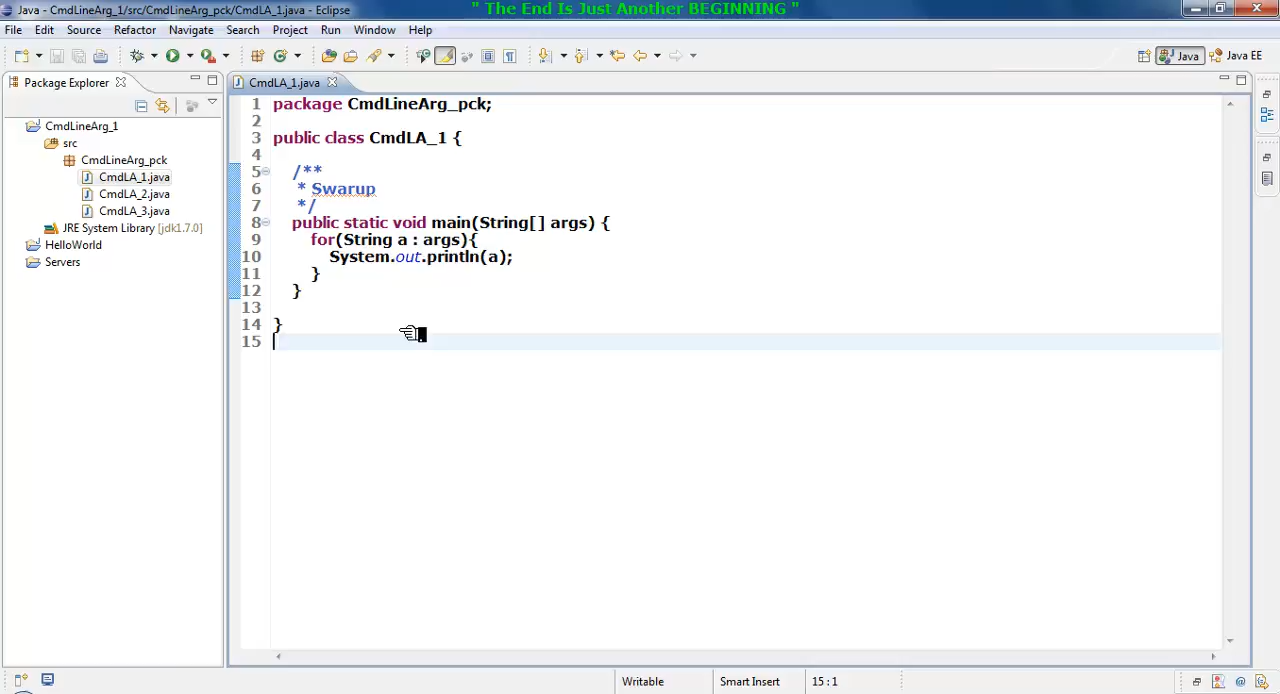 Java - CmdLineArg_1/src/CmdLineArg_pck/CmdLA_1.java - Eclipse
" The End Is Just Another BEGINNING "
File Edit Source Refactor Navigate Search Project Run Window Help
Java Java EE
Package Explorer
CmdLA_1.java
CmdLineArg_1
src
CmdLineArg_pck
CmdLA_1.java
CmdLA_2.java
CmdLA_3.java
JRE System Library [jdk1.7.0]
HelloWorld
Servers
1 package CmdLineArg_pck;
2
3 public class CmdLA_1 {
4
5 /**
6 * Swarup
7 */
8 public static void main(String[] args) {
9 for(String a : args){
10 System.out.println(a);
11 }
12 }
13
14 }
15
Writable Smart Insert 15 : 1